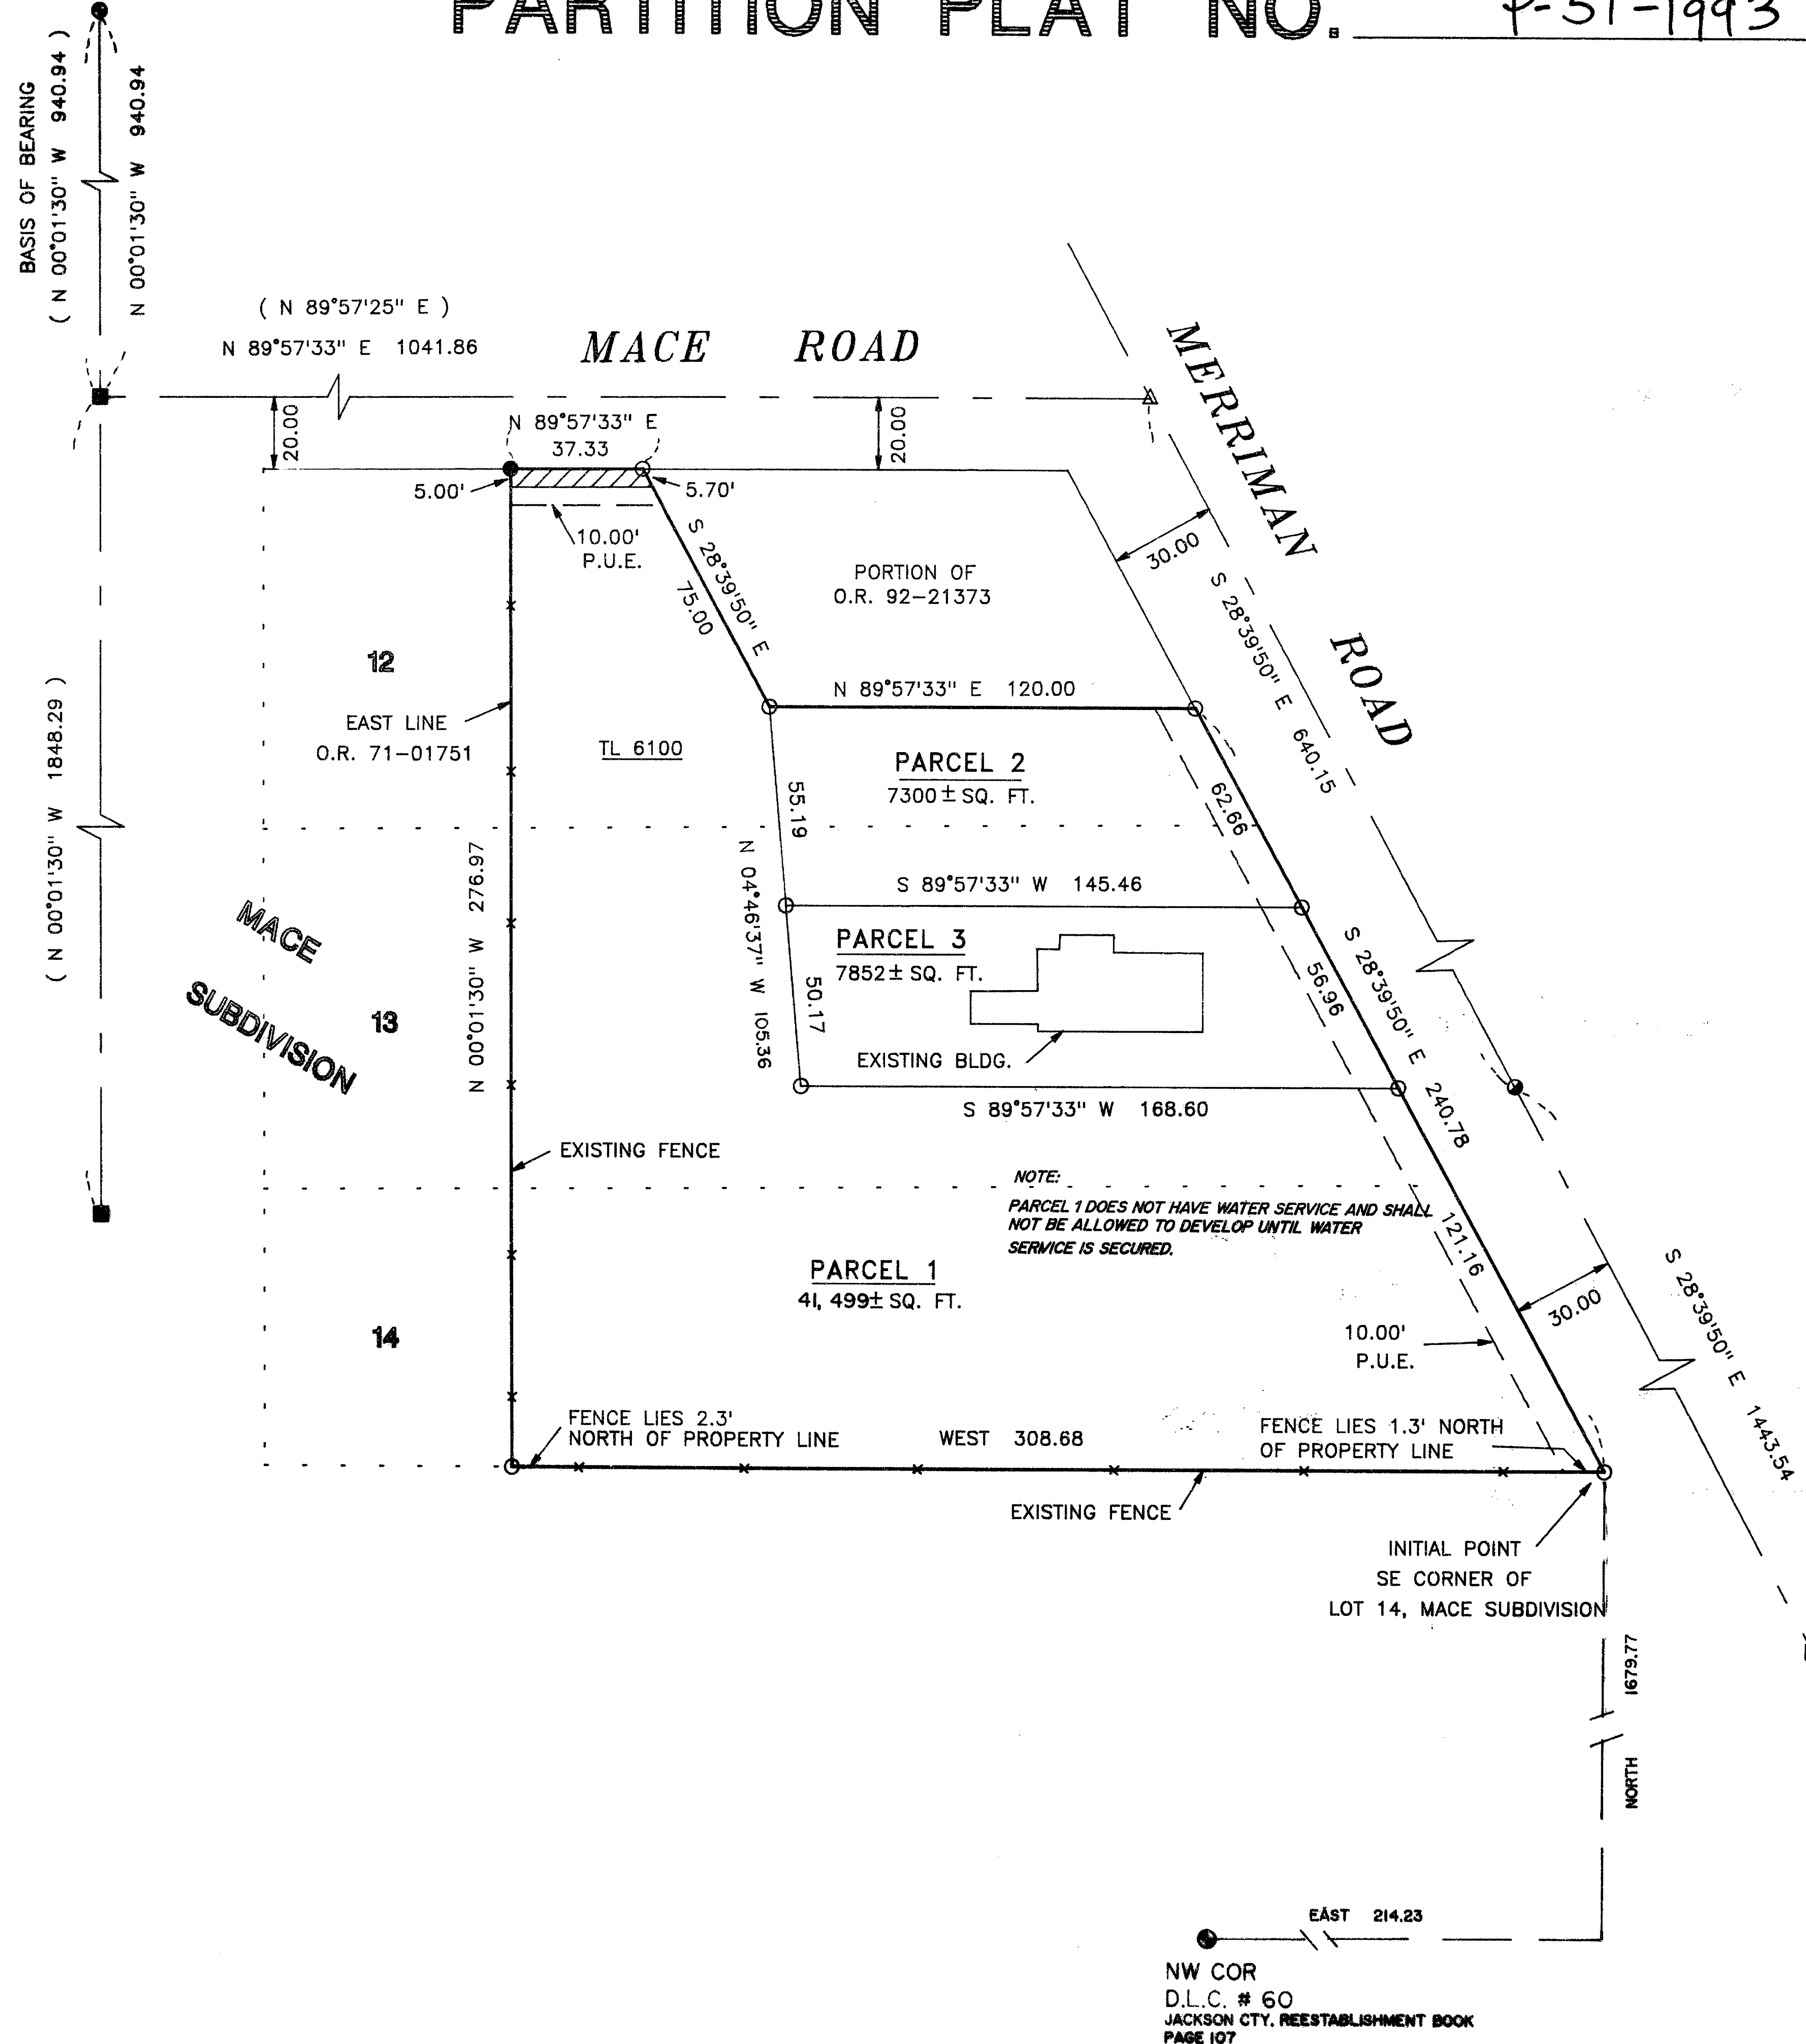 PARTITION PLAT NO. P-51-1993
BASIS OF BEARING
( N 00°01'30" W 940.94 )
N 00°01'30" W 940.94
( N 89°57'25" E )
N 89°57'33" E 1041.86
MACE ROAD
MERRIMAN ROAD
20.00
N 89°57'33" E
37.33
20.00
5.00'
5.70'
10.00'
P.U.E.
S 28°39'50" E
75.00
30.00
PORTION OF
O.R. 92-21373
S 28°39'50" E 640.15
12
N 89°57'33" E 120.00
EAST LINE
O.R. 71-01751
TL 6100
PARCEL 2
7300± SQ. FT.
( N 00°01'30" W 1848.29 )
55.19
62.66
N 00°01'30" W 276.97
N 04°46'37" W 105.36
S 89°57'33" W 145.46
MACE
SUBDIVISION
PARCEL 3
7852± SQ. FT.
50.17
56.96
S 28°39'50" E 240.78
13
EXISTING BLDG.
S 89°57'33" W 168.60
EXISTING FENCE
NOTE:
PARCEL 1 DOES NOT HAVE WATER SERVICE AND SHALL
NOT BE ALLOWED TO DEVELOP UNTIL WATER
SERVICE IS SECURED.
121.16
PARCEL 1
41,499± SQ. FT.
14
30.00
S 28°39'50" E 1443.54
10.00'
P.U.E.
FENCE LIES 2.3'
NORTH OF PROPERTY LINE
WEST 308.68
FENCE LIES 1.3' NORTH
OF PROPERTY LINE
EXISTING FENCE
INITIAL POINT
SE CORNER OF
LOT 14, MACE SUBDIVISION
NORTH 1679.77
EAST 214.23
NW COR
D.L.C. # 60
JACKSON CTY. REESTABLISHMENT BOOK
PAGE 107